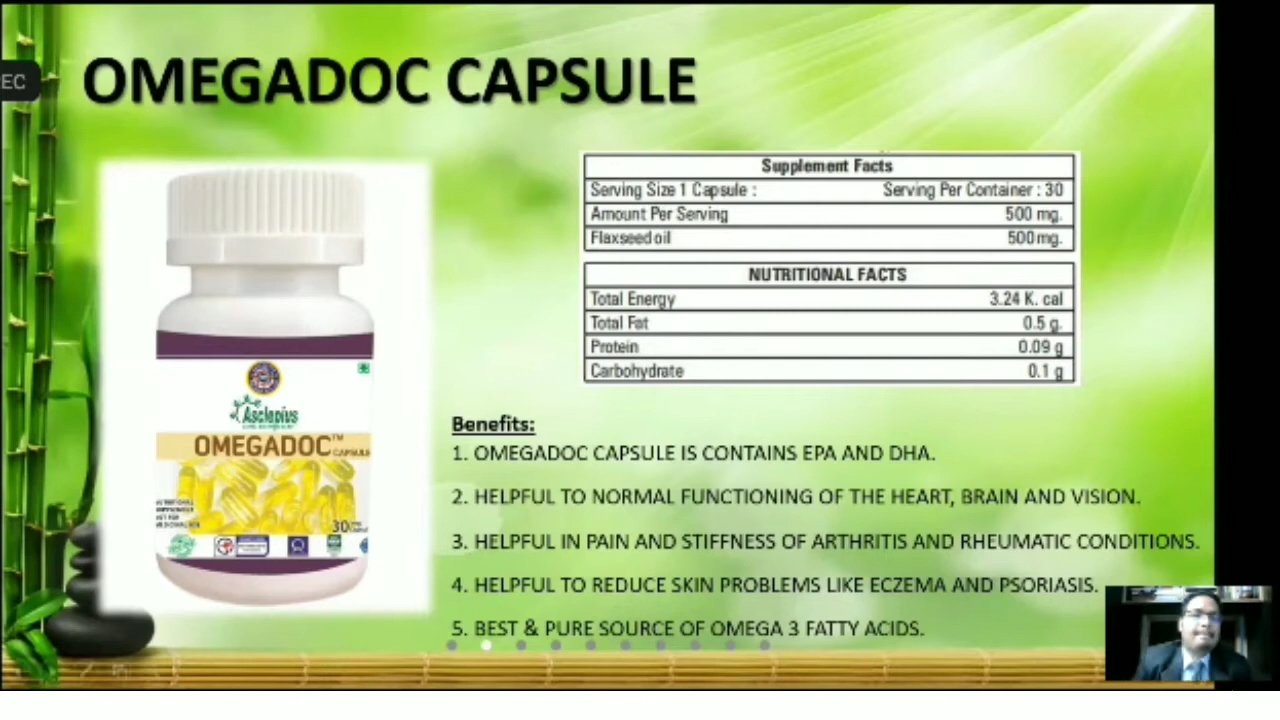 EC
OMEGADOC CAPSULE
Supplement Facts
Serving Size 1 Capsule : Serving Per Container : 30
Amount Per Serving 500 mg.
Flaxseed oil 500 mg.
NUTRITIONAL FACTS
Total Energy 3.24 K. cal
Total Fat 0.5 g.
Protein 0.09 g
Carbohydrate 0.1 g
Asclepius
OMEGADOC™
CAPSULE
30
Benefits:
1. OMEGADOC CAPSULE IS CONTAINS EPA AND DHA.
2. HELPFUL TO NORMAL FUNCTIONING OF THE HEART, BRAIN AND VISION.
3. HELPFUL IN PAIN AND STIFFNESS OF ARTHRITIS AND RHEUMATIC CONDITIONS.
4. HELPFUL TO REDUCE SKIN PROBLEMS LIKE ECZEMA AND PSORIASIS.
5. BEST & PURE SOURCE OF OMEGA 3 FATTY ACIDS.